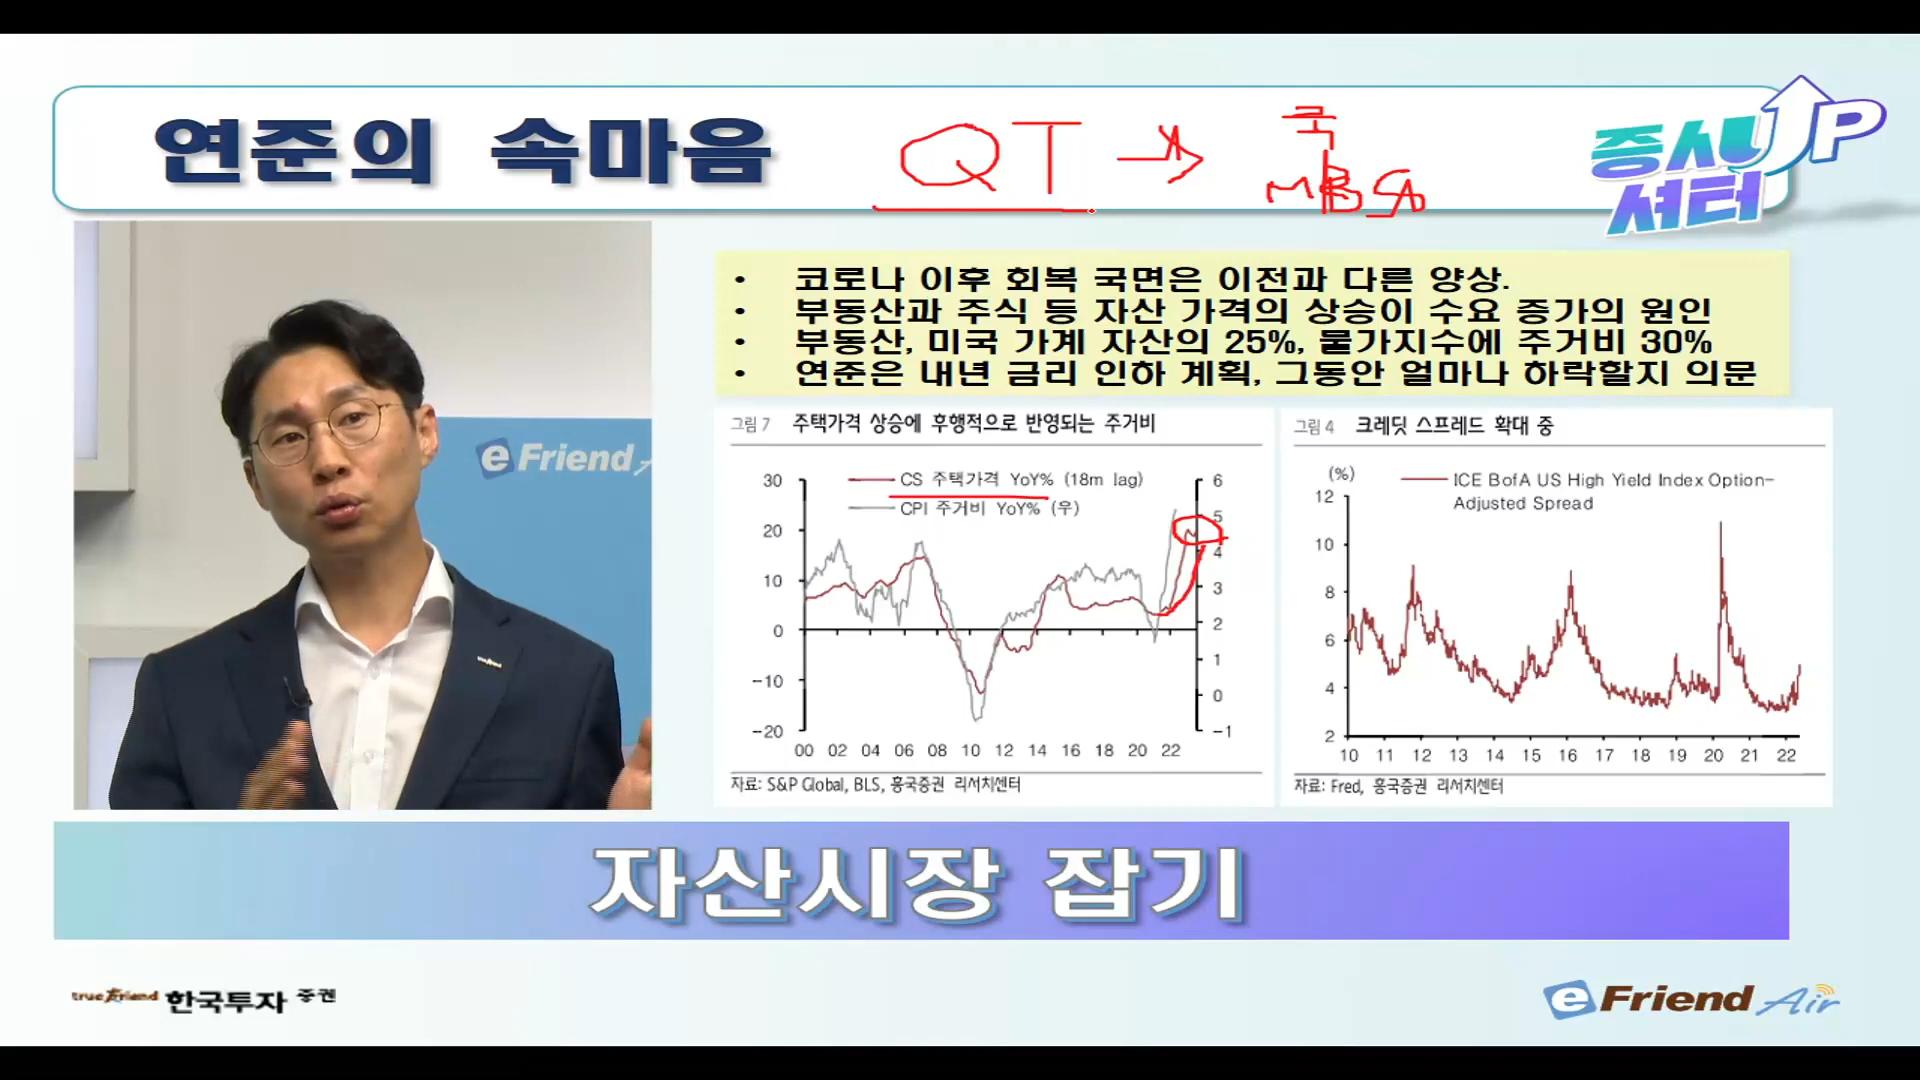 연준의 속마음
QT → 국
MBS
증시UP
셔터
• 코로나 이후 회복 국면은 이전과 다른 양상.
• 부동산과 주식 등 자산 가격의 상승이 수요 증가의 원인
• 부동산, 미국 가계 자산의 25%, 물가지수에 주거비 30%
• 연준은 내년 금리 인하 계획, 그동안 얼마나 하락할지 의문
eFriend
그림 7 주택가격 상승에 후행적으로 반영되는 주거비
CS 주택가격 YoY% (18m lag)
CPI 주거비 YoY% (우)
30
20
10
0
-10
-20
6
5
4
3
2
1
0
-1
00 02 04 06 08 10 12 14 16 18 20 22
자료: S&P Global, BLS, 흥국증권 리서치센터
그림 4 크레딧 스프레드 확대 중
(%)
ICE BofA US High Yield Index Option-
Adjusted Spread
12
10
8
6
4
2
10 11 12 13 14 15 16 17 18 19 20 21 22
자료: Fred, 흥국증권 리서치센터
자산시장 잡기
true Friend 한국투자 증권
eFriend Air